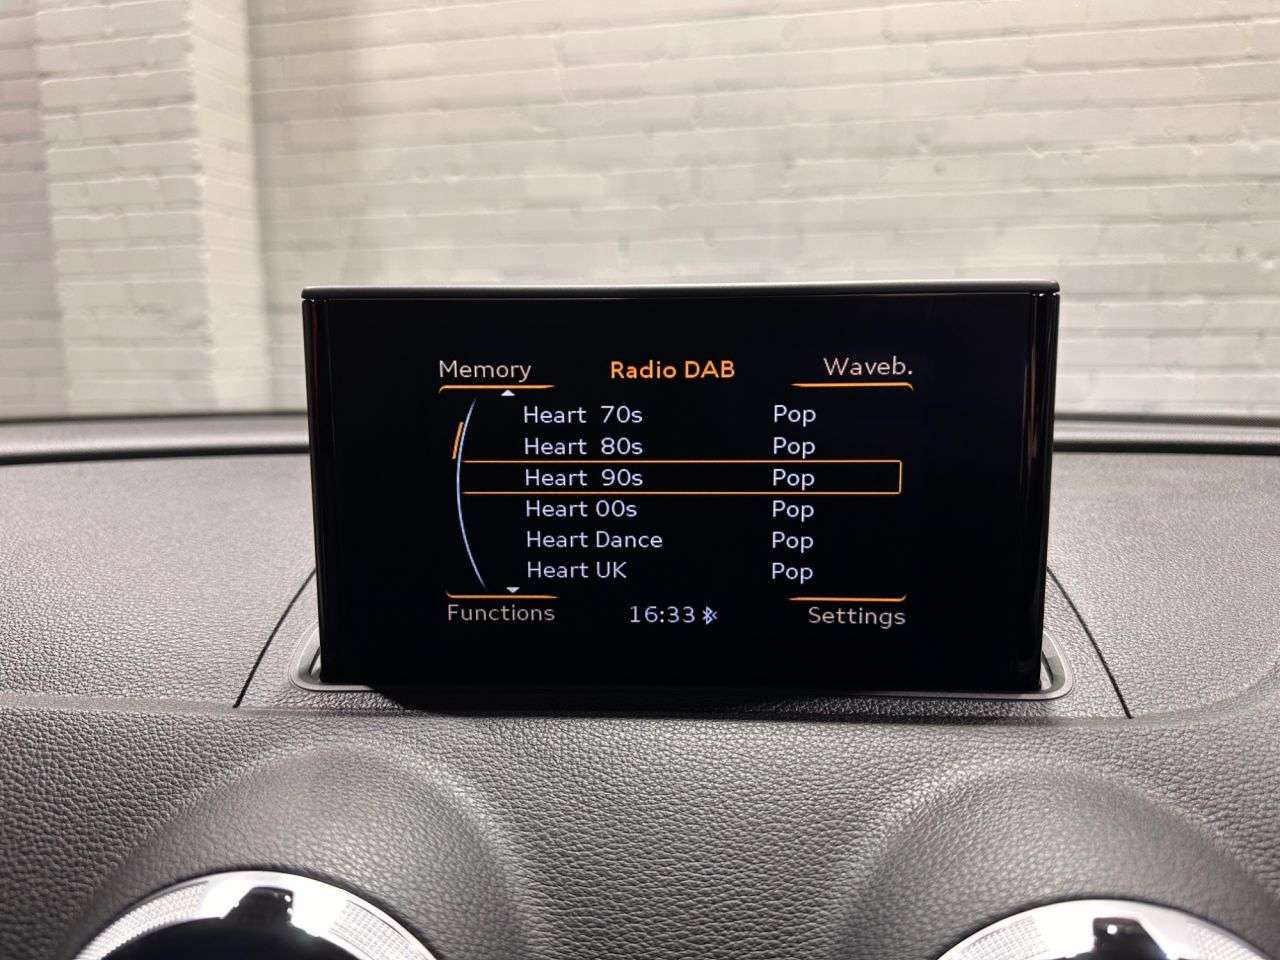 Memory Radio DAB Waveb.
Heart 70s Pop
Heart 80s Pop
Heart 90s Pop
Heart 00s Pop
Heart Dance Pop
Heart UK Pop
Functions 16:33 Settings